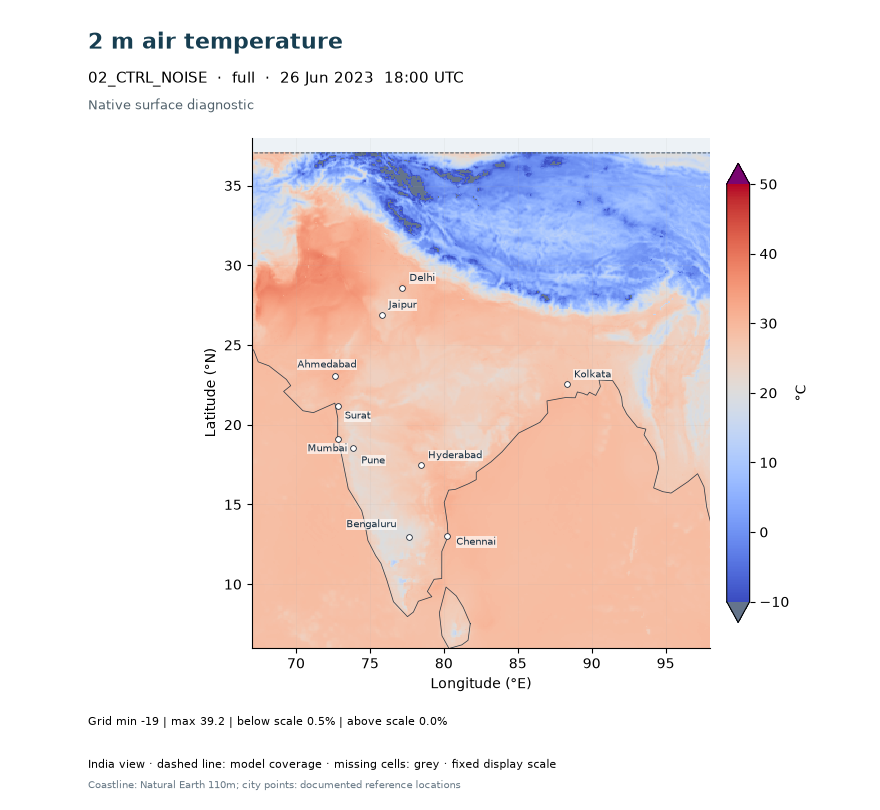 2 m air temperature
02_CTRL_NOISE · full · 26 Jun 2023 18:00 UTC
Native surface diagnostic
35
30
25
20
15
10
Latitude (°N)
Delhi
Jaipur
Ahmedabad
Kolkata
Surat
Mumbai
Pune
Hyderabad
Bengaluru
Chennai
70
75
80
85
90
95
Longitude (°E)
50
40
30
20
10
0
−10
°C
Grid min -19 | max 39.2 | below scale 0.5% | above scale 0.0%
India view · dashed line: model coverage · missing cells: grey · fixed display scale
Coastline: Natural Earth 110m; city points: documented reference locations